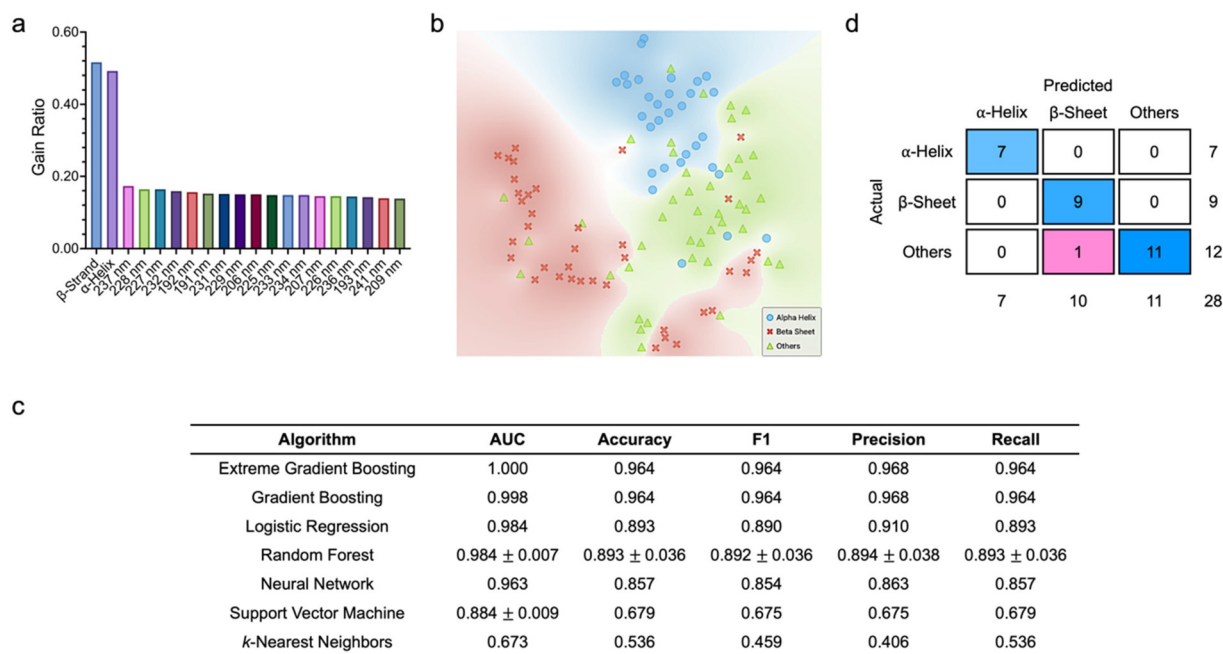 a
0.60
0.40
0.20
0.00
Gain Ratio
β-Strand
α-Helix
237 nm
228 nm
227 nm
232 nm
192 nm
191 nm
231 nm
229 nm
206 nm
225 nm
233 nm
234 nm
207 nm
226 nm
236 nm
193 nm
241 nm
209 nm
b
Alpha Helix
Beta Sheet
Others
d
Predicted
α-Helix β-Sheet Others
Actual
α-Helix 7 0 0 7
β-Sheet 0 9 0 9
Others 0 1 11 12
7 10 11 28
c
Algorithm AUC Accuracy F1 Precision Recall
Extreme Gradient Boosting 1.000 0.964 0.964 0.968 0.964
Gradient Boosting 0.998 0.964 0.964 0.968 0.964
Logistic Regression 0.984 0.893 0.890 0.910 0.893
Random Forest 0.984 ± 0.007 0.893 ± 0.036 0.892 ± 0.036 0.894 ± 0.038 0.893 ± 0.036
Neural Network 0.963 0.857 0.854 0.863 0.857
Support Vector Machine 0.884 ± 0.009 0.679 0.675 0.675 0.679
k-Nearest Neighbors 0.673 0.536 0.459 0.406 0.536